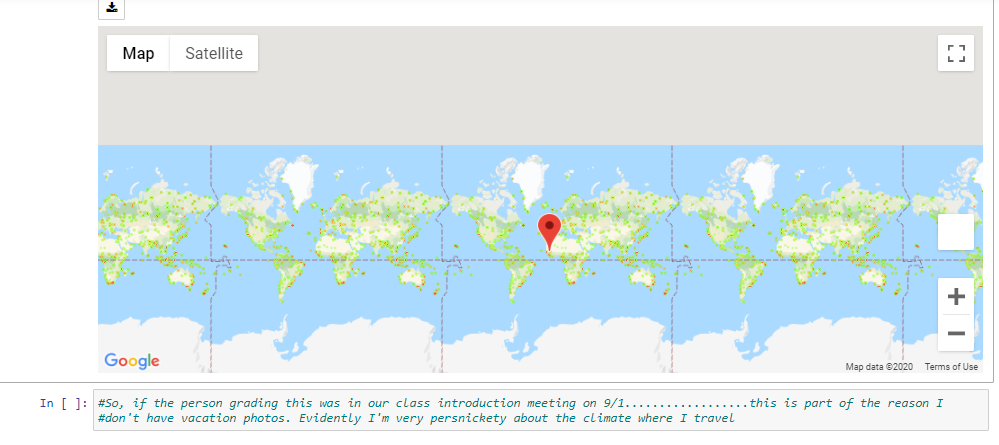 Map Satellite
Google
Map data ©2020 Terms of Use
In [ ]: #So, if the person grading this was in our class introduction meeting on 9/1..................this is part of the reason I
#don't have vacation photos. Evidently I'm very persnickety about the climate where I travel